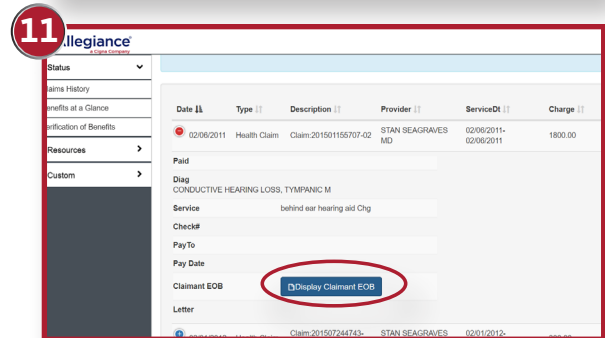 11
Allegiance
a Cigna Company
Status
laims History
enefits at a Glance
erification of Benefits
Resources
Custom
Date Type Description Provider ServiceDt Charge
02/06/2011 Health Claim Claim:201501155707-02 STAN SEAGRAVES MD 02/06/2011-02/06/2011 1800.00
Paid
Diag
CONDUCTIVE HEARING LOSS, TYMPANIC M
Service behind ear hearing aid Chg
Check#
PayTo
Pay Date
Claimant EOB Display Claimant EOB
Letter
Health Claim Claim:201507244743- STAN SEAGRAVES 02/01/2012-